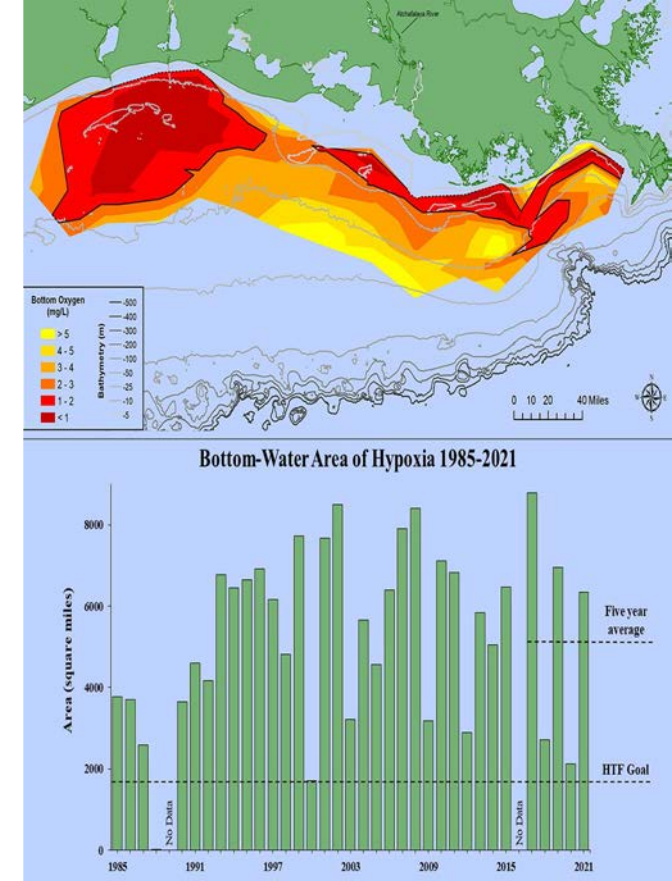 Atchafalaya River
Bottom Oxygen
(mg/L)
> 5
4 - 5
3 - 4
2 - 3
1 - 2
< 1
Bathymetry (m)
-500
-400
-300
-200
-100
-50
-25
-10
-5
0 10 20 40 Miles
N
W E
S
Bottom-Water Area of Hypoxia 1985-2021
Area (square miles)
8000
6000
4000
2000
0
No Data
No Data
Five year
average
HTF Goal
1985 1991 1997 2003 2009 2015 2021